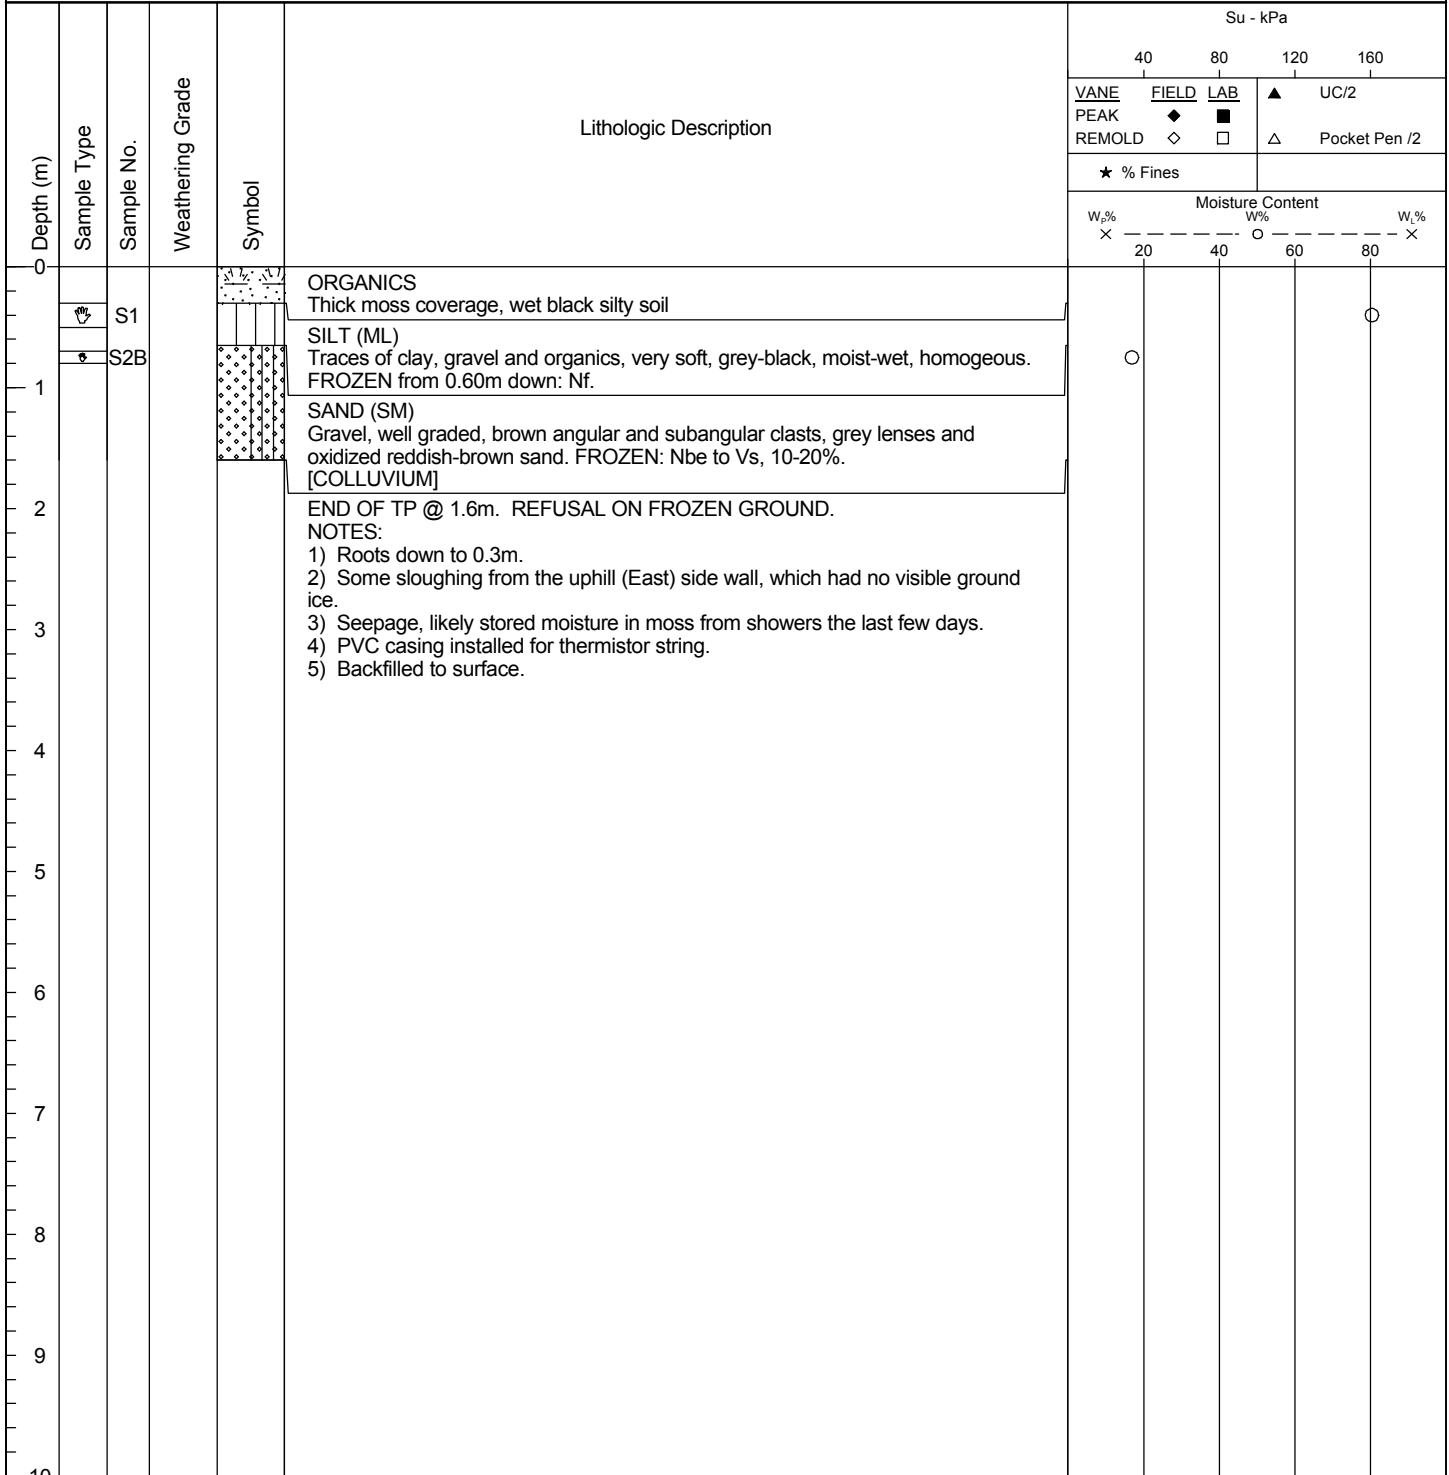 Su - kPa
40 80 120 160
VANE FIELD LAB ▲ UC/2
PEAK ◆ ■
REMOLD ◇ □ △ Pocket Pen /2
★ % Fines
Moisture Content
Wₚ% W% W_L%
20 40 60 80
Depth (m)
Sample Type
Sample No.
Weathering Grade
Symbol
Lithologic Description
0
ORGANICS
Thick moss coverage, wet black silty soil
S1
SILT (ML)
S2B
Traces of clay, gravel and organics, very soft, grey-black, moist-wet, homogeous.
FROZEN from 0.60m down: Nf.
1
SAND (SM)
Gravel, well graded, brown angular and subangular clasts, grey lenses and
oxidized reddish-brown sand. FROZEN: Nbe to Vs, 10-20%.
[COLLUVIUM]
2
END OF TP @ 1.6m. REFUSAL ON FROZEN GROUND.
NOTES:
1) Roots down to 0.3m.
2) Some sloughing from the uphill (East) side wall, which had no visible ground
ice.
3
3) Seepage, likely stored moisture in moss from showers the last few days.
4) PVC casing installed for thermistor string.
5) Backfilled to surface.
4
5
6
7
8
9
10